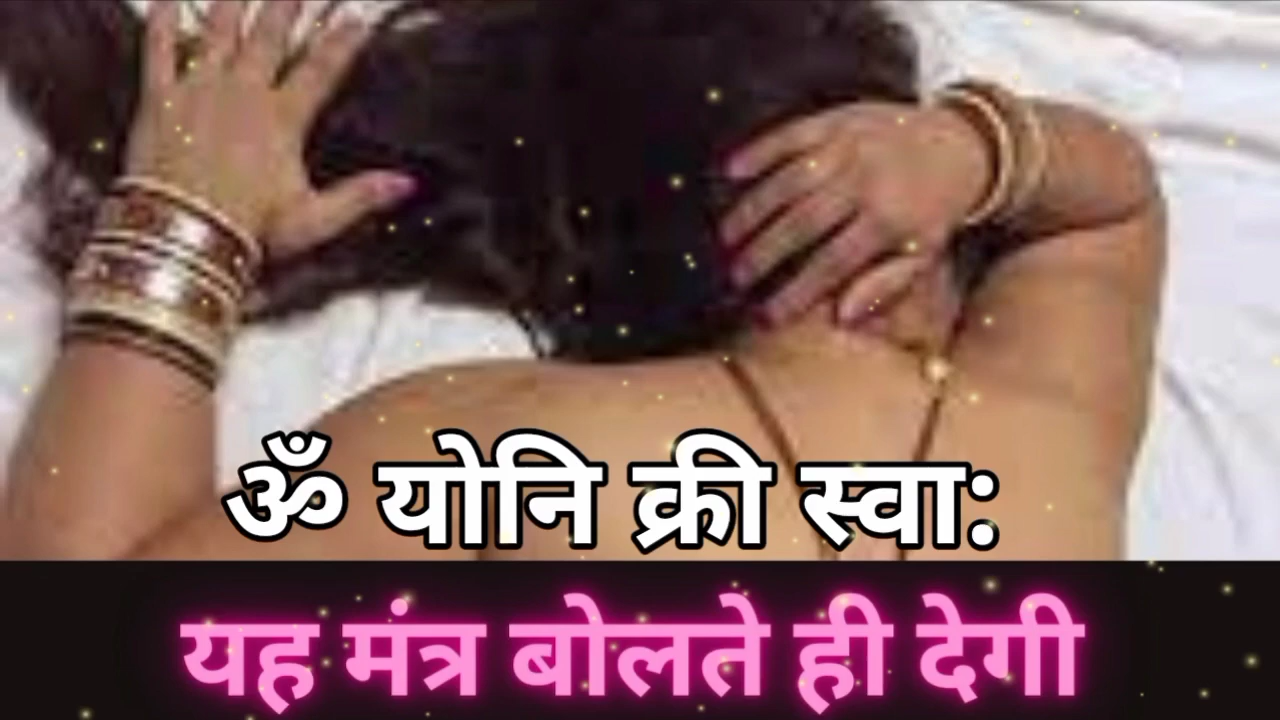 ॐ योनि क्री स्वा:
यह मंत्र बोलते ही देगी